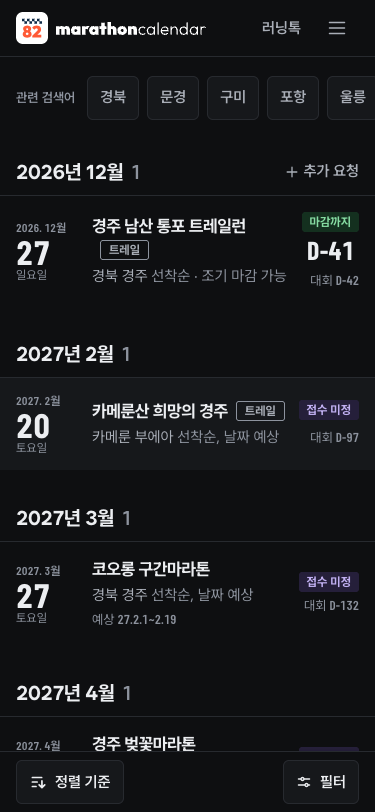 82 marathoncalendar 러닝톡
관련 검색어 경북 문경 구미 포항 울릉
2026년 12월 1 + 추가 요청
2026. 12월
27
일요일
경주 남산 통포 트레일런
트레일
경북 경주 선착순 · 조기 마감 가능
마감까지
D-41
대회 D-42
2027년 2월 1
2027. 2월
20
토요일
카메룬산 희망의 경주 트레일
카메룬 부에아 선착순, 날짜 예상
접수 미정
대회 D-97
2027년 3월 1
2027. 3월
27
토요일
코오롱 구간마라톤
경북 경주 선착순, 날짜 예상
예상 27.2.1~2.19
접수 미정
대회 D-132
2027년 4월 1
2027. 4월
경주 벚꽃마라톤
정렬 기준 필터